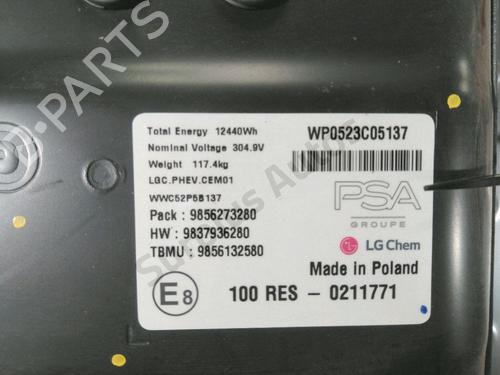 B-PARTS
Total Energy 12440Wh
Nominal Voltage 304.9V
Weight 117.4kg
LGC.PHEV.CEM01
WWC52P5B137
Pack : 9856273280
HW : 9837936280
TBMU : 9856132580
E8
WP0523C05137
PSA
GROUPE
LG Chem
Made in Poland
100 RES - 0211771